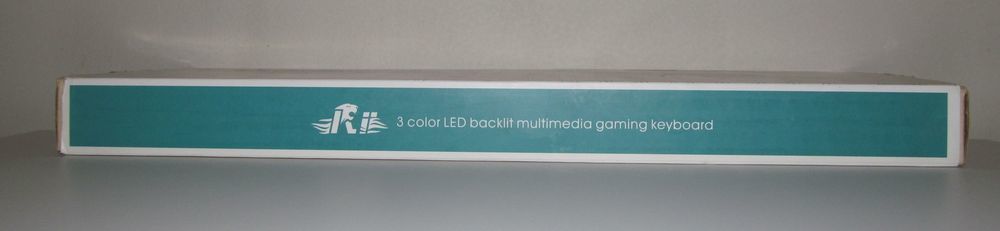 Rii 3 color LED backlit multimedia gaming keyboard